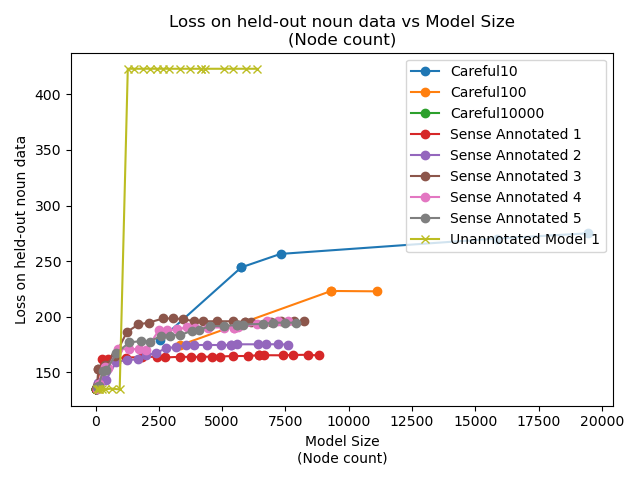 Loss on held-out noun data vs Model Size
(Node count)
Loss on held-out noun data
400
350
300
250
200
150
Careful10
Careful100
Careful10000
Sense Annotated 1
Sense Annotated 2
Sense Annotated 3
Sense Annotated 4
Sense Annotated 5
Unannotated Model 1
0 2500 5000 7500 10000 12500 15000 17500 20000
Model Size
(Node count)